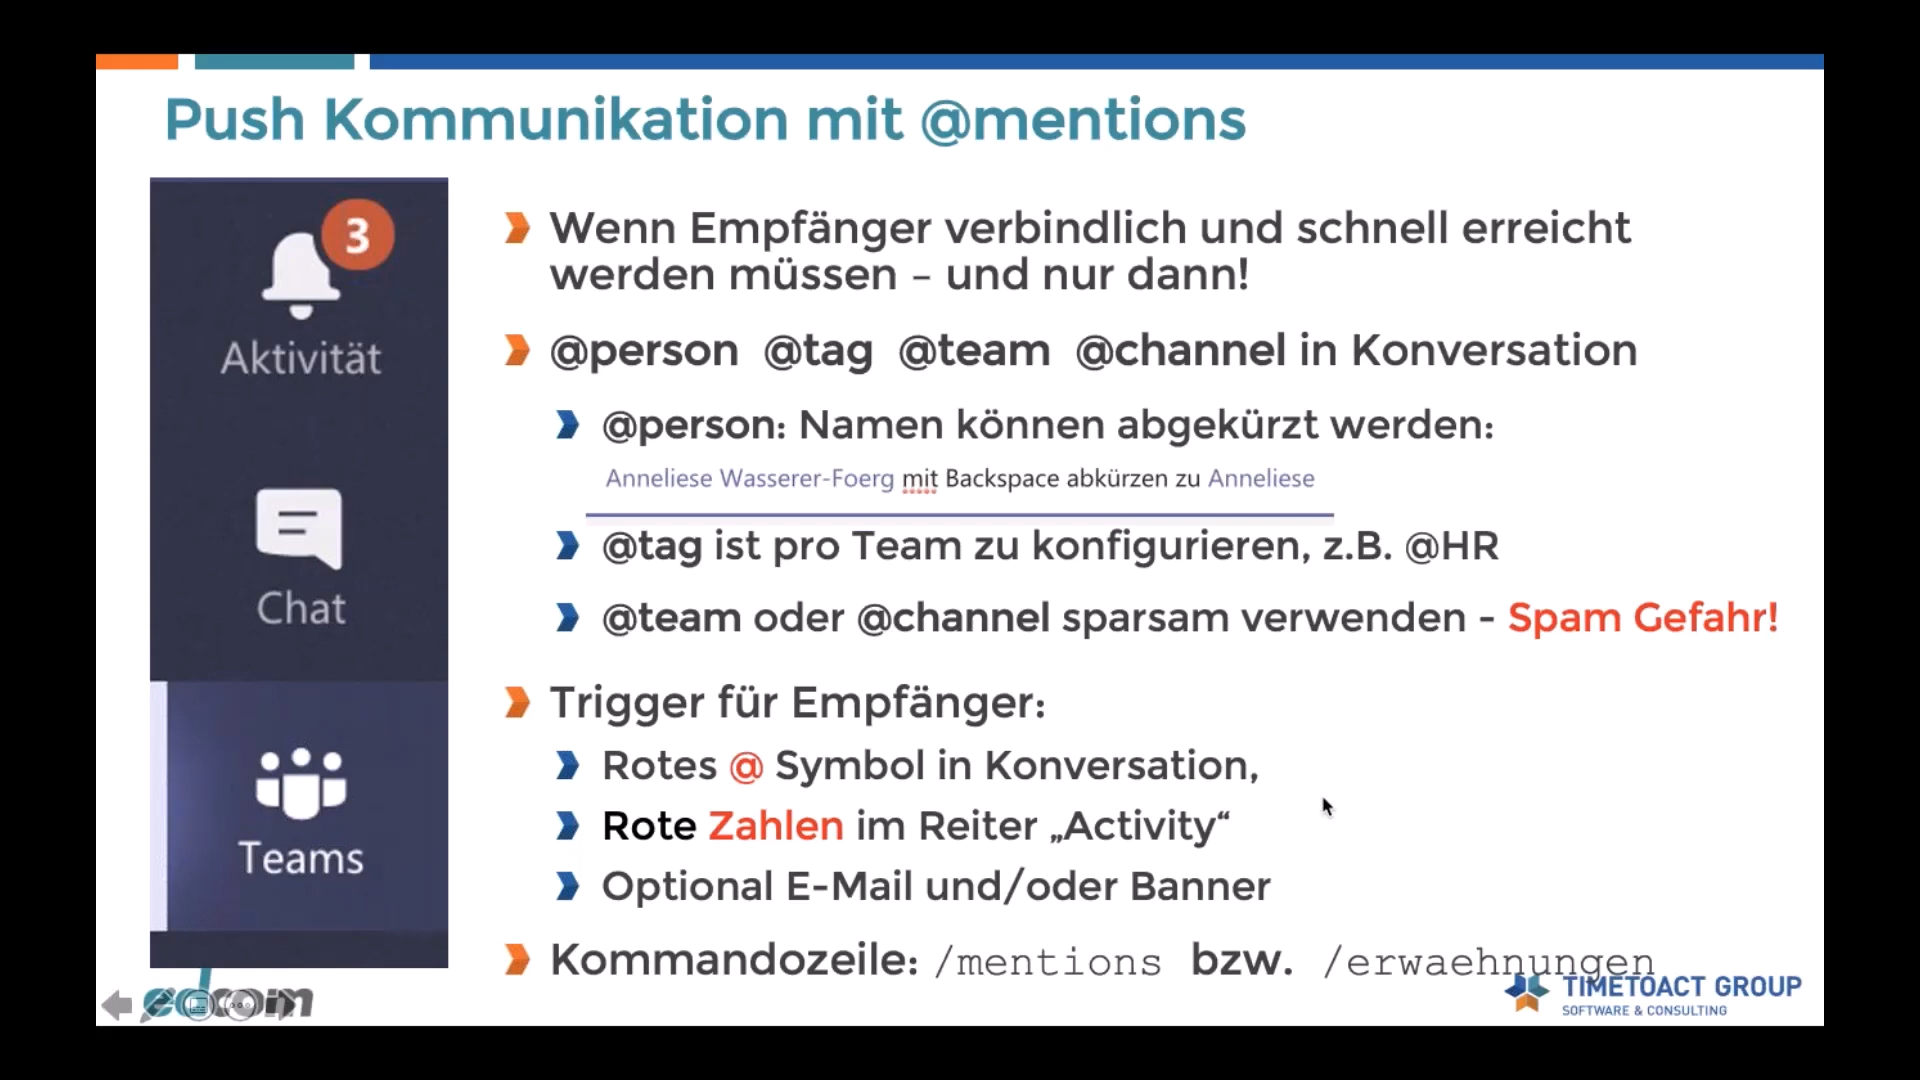 Push Kommunikation mit @mentions
3
Aktivität
Chat
Teams
Wenn Empfänger verbindlich und schnell erreicht
werden müssen – und nur dann!
@person @tag @team @channel in Konversation
@person: Namen können abgekürzt werden:
Anneliese Wasserer-Foerg mit Backspace abkürzen zu Anneliese
@tag ist pro Team zu konfigurieren, z.B. @HR
@team oder @channel sparsam verwenden - Spam Gefahr!
Trigger für Empfänger:
Rotes @ Symbol in Konversation,
Rote Zahlen im Reiter „Activity“
Optional E-Mail und/oder Banner
Kommandozeile: /mentions bzw. /erwaehnungen
edcom
TIMETOACT GROUP
SOFTWARE & CONSULTING